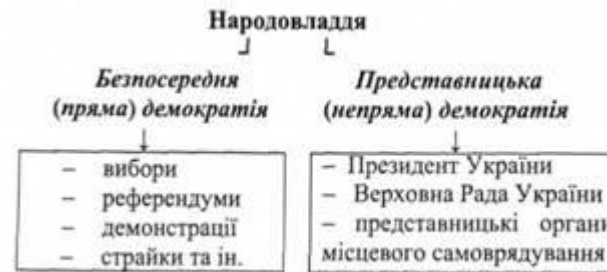 Народовладдя
Безпосередня
(пряма) демократія
– вибори
– референдуми
– демонстрації
– страйки та ін.
Представницька
(непряма) демократія
– Президент України
– Верховна Рада України
– представницькі органи
місцевого самоврядування